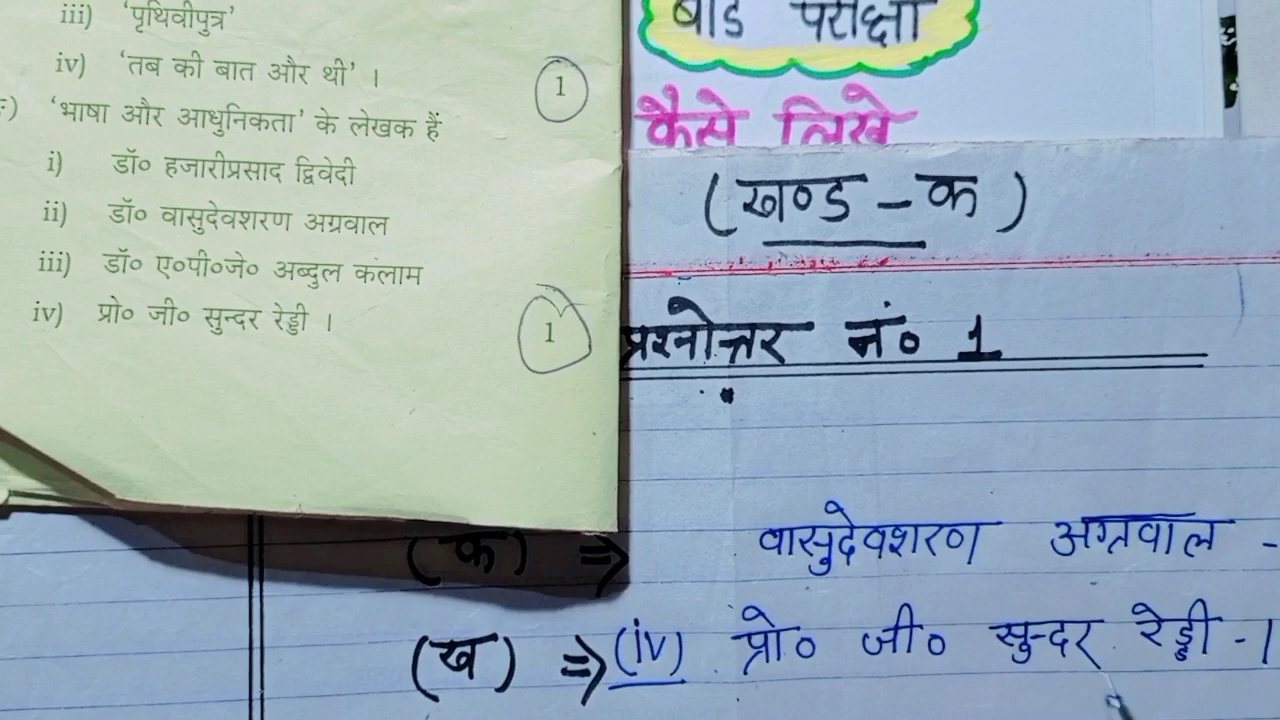 iii) 'पृथिवीपुत्र'
iv) 'तब की बात और थी' । 1
'भाषा और आधुनिकता' के लेखक हैं
i) डॉ० हजारीप्रसाद द्विवेदी
ii) डॉ० वासुदेवशरण अग्रवाल
iii) डॉ० ए०पी०जे० अब्दुल कलाम
iv) प्रो० जी० सुन्दर रेड्डी । 1
बोर्ड परीक्षा
कैसे लिखे
(खण्ड - क)
प्रश्नोत्तर नं० 1
(क) ⇒ वासुदेवशरण अग्रवाल -
(ख) ⇒ (iv) प्रो० जी० सुन्दर रेड्डी -।